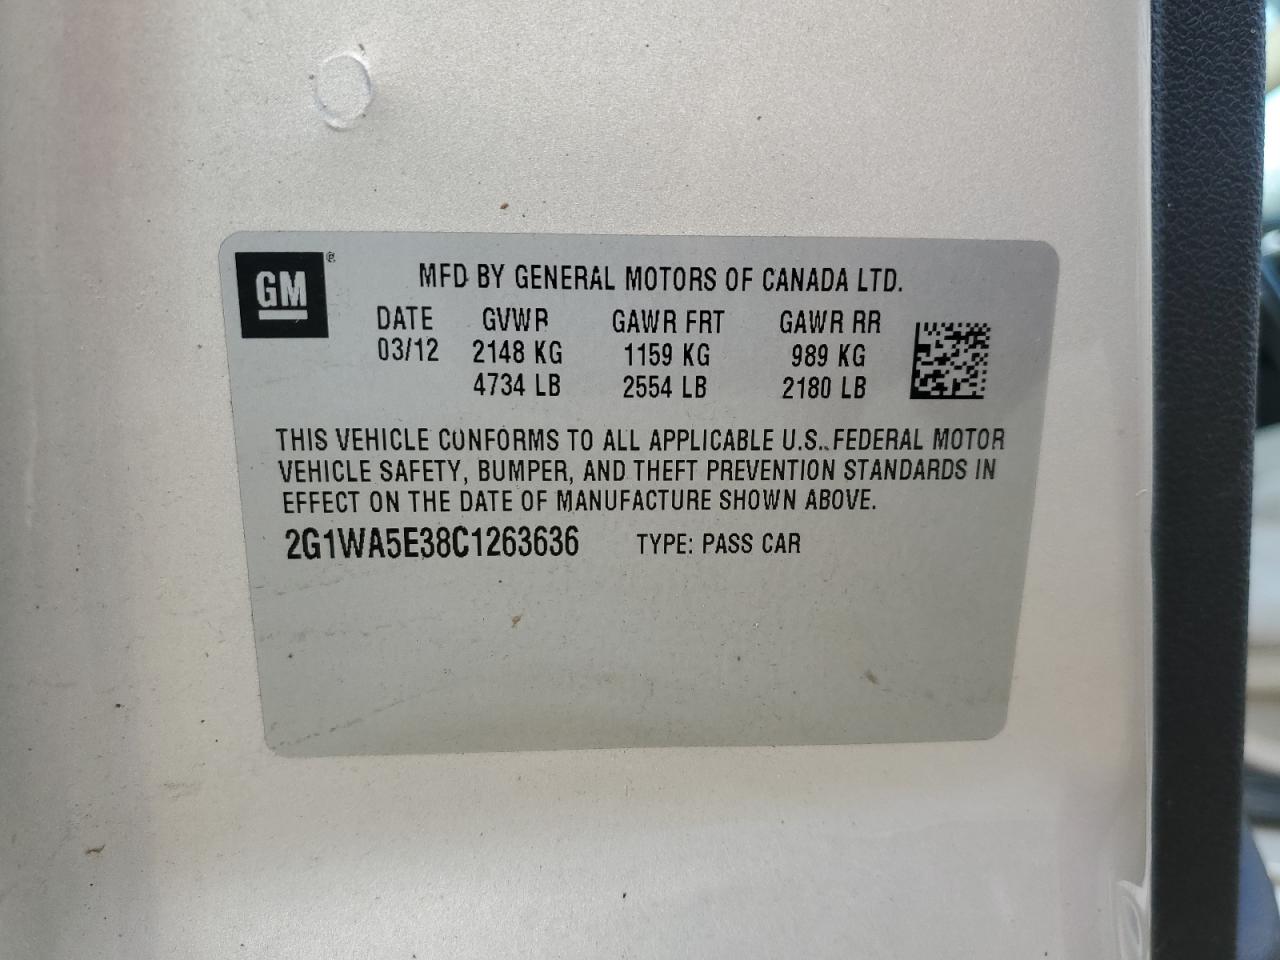 GM ®
MFD BY GENERAL MOTORS OF CANADA LTD.
DATE GVWR GAWR FRT GAWR RR
03/12 2148 KG 1159 KG 989 KG
4734 LB 2554 LB 2180 LB
THIS VEHICLE CONFORMS TO ALL APPLICABLE U.S. FEDERAL MOTOR
VEHICLE SAFETY, BUMPER, AND THEFT PREVENTION STANDARDS IN
EFFECT ON THE DATE OF MANUFACTURE SHOWN ABOVE.
2G1WA5E38C1263636 TYPE: PASS CAR